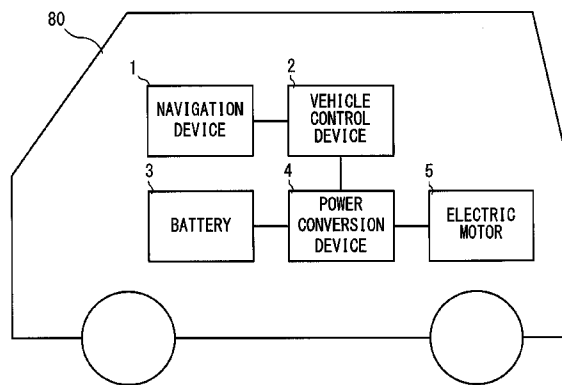 80
1
NAVIGATION
DEVICE
2
VEHICLE
CONTROL
DEVICE
3
BATTERY
4
POWER
CONVERSION
DEVICE
5
ELECTRIC
MOTOR